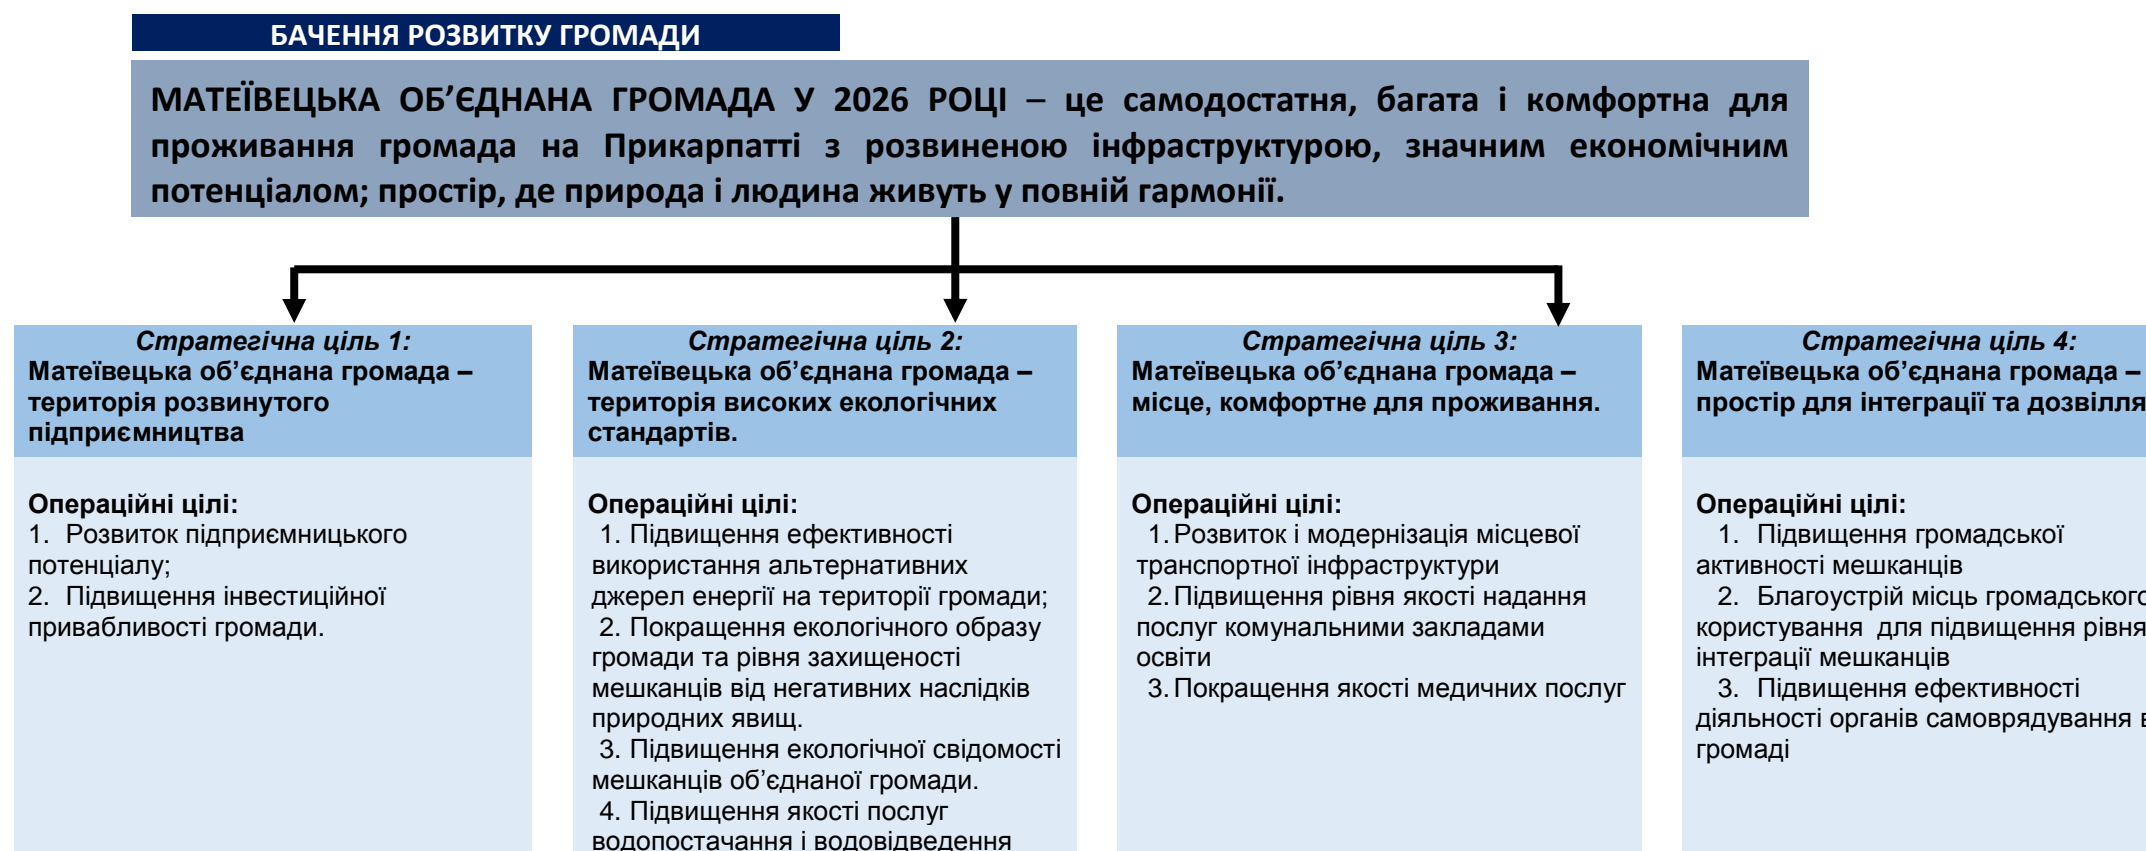 БАЧЕННЯ РОЗВИТКУ ГРОМАДИ
МАТЕЇВЕЦЬКА ОБ’ЄДНАНА ГРОМАДА У 2026 РОЦІ – це самодостатня, багата і комфортна для
проживання громада на Прикарпатті з розвиненою інфраструктурою, значним економічним
потенціалом; простір, де природа і людина живуть у повній гармонії.
Стратегічна ціль 1:
Матеївецька об’єднана громада –
територія розвинутого
підприємництва
Операційні цілі:
1. Розвиток підприємницького
потенціалу;
2. Підвищення інвестиційної
привабливості громади.
Стратегічна ціль 2:
Матеївецька об’єднана громада –
територія високих екологічних
стандартів.
Операційні цілі:
1. Підвищення ефективності
використання альтернативних
джерел енергії на території громади;
2. Покращення екологічного образу
громади та рівня захищеності
мешканців від негативних наслідків
природних явищ.
3. Підвищення екологічної свідомості
мешканців об’єднаної громади.
4. Підвищення якості послуг
водопостачання і водовідведення
Стратегічна ціль 3:
Матеївецька об’єднана громада –
місце, комфортне для проживання.
Операційні цілі:
1. Розвиток і модернізація місцевої
транспортної інфраструктури
2. Підвищення рівня якості надання
послуг комунальними закладами
освіти
3. Покращення якості медичних послуг
Стратегічна ціль 4:
Матеївецька об’єднана громада –
простір для інтеграції та дозвілля
Операційні цілі:
1. Підвищення громадської
активності мешканців
2. Благоустрій місць громадського
користування для підвищення рівня
інтеграції мешканців
3. Підвищення ефективності
діяльності органів самоврядування в
громаді